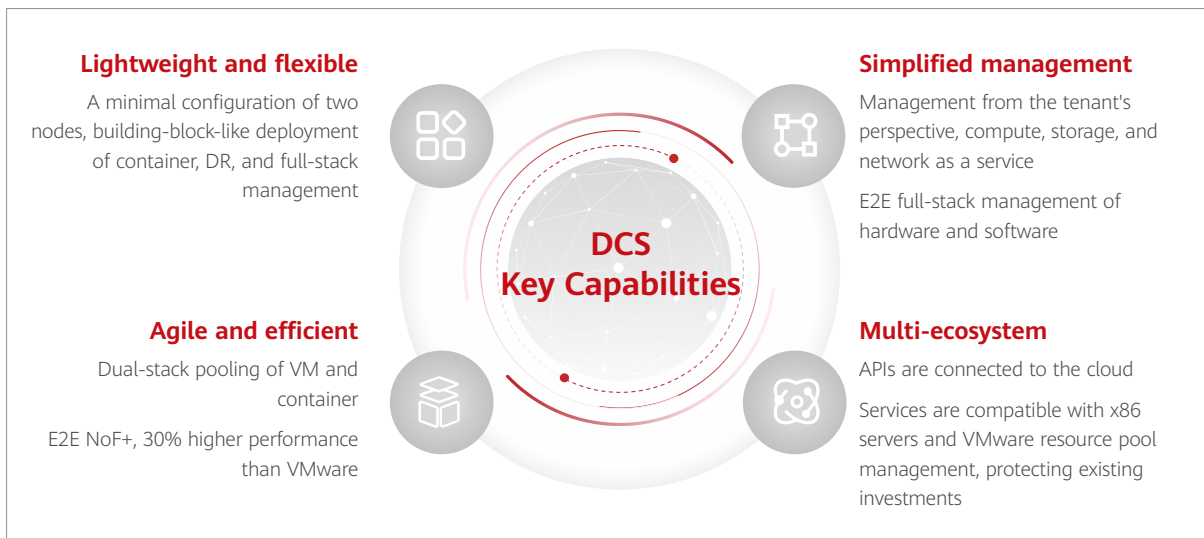 Lightweight and flexible
A minimal configuration of two
nodes, building-block-like deployment
of container, DR, and full-stack
management
Simplified management
Management from the tenant's
perspective, compute, storage, and
network as a service
E2E full-stack management of
hardware and software
DCS
Key Capabilities
Agile and efficient
Dual-stack pooling of VM and
container
E2E NoF+, 30% higher performance
than VMware
Multi-ecosystem
APIs are connected to the cloud
Services are compatible with x86
servers and VMware resource pool
management, protecting existing
investments